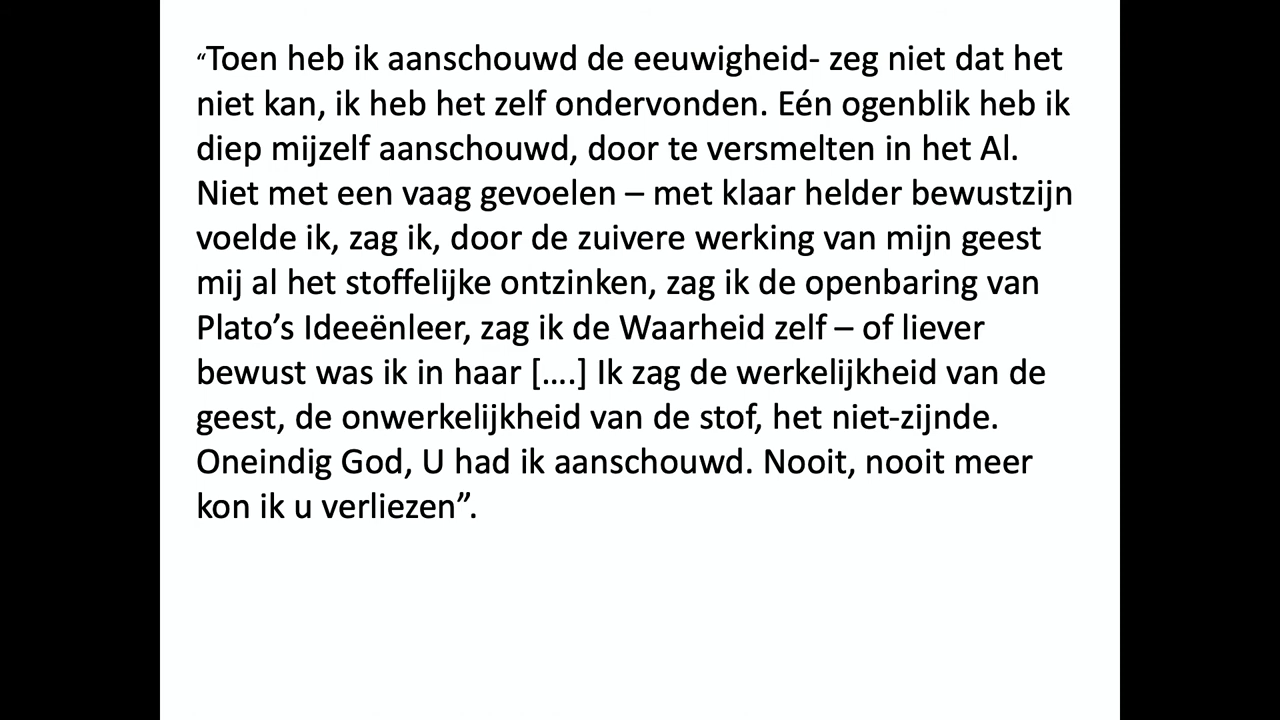 “Toen heb ik aanschouwd de eeuwigheid- zeg niet dat het
niet kan, ik heb het zelf ondervonden. Eén ogenblik heb ik
diep mijzelf aanschouwd, door te versmelten in het Al.
Niet met een vaag gevoelen – met klaar helder bewustzijn
voelde ik, zag ik, door de zuivere werking van mijn geest
mij al het stoffelijke ontzinken, zag ik de openbaring van
Plato’s Ideeënleer, zag ik de Waarheid zelf – of liever
bewust was ik in haar [….] Ik zag de werkelijkheid van de
geest, de onwerkelijkheid van de stof, het niet-zijnde.
Oneindig God, U had ik aanschouwd. Nooit, nooit meer
kon ik u verliezen”.